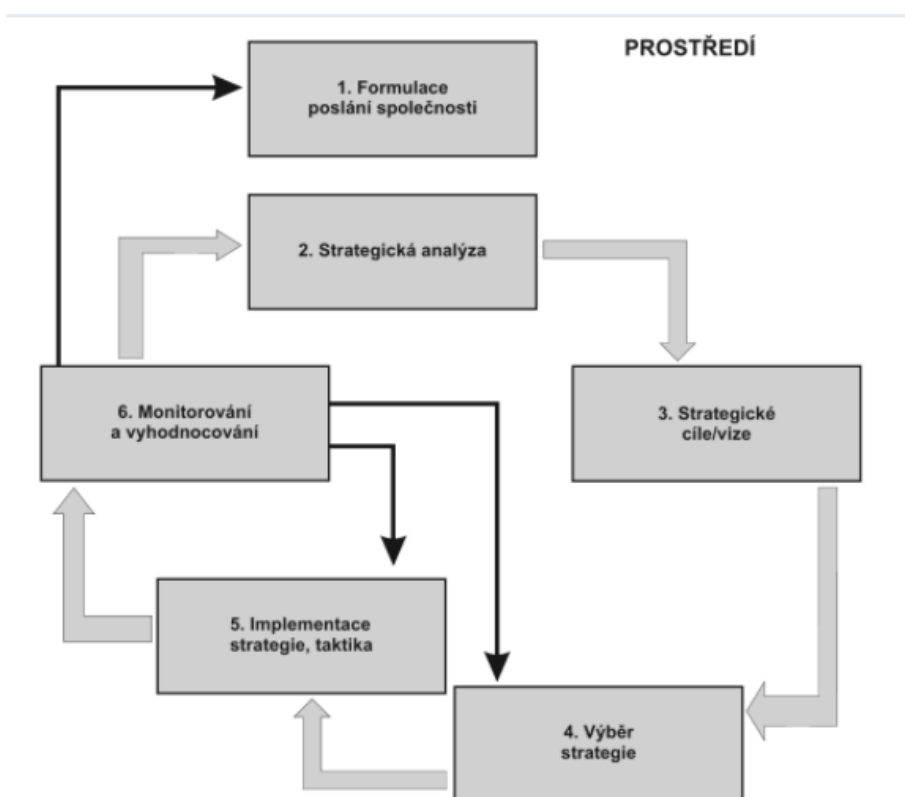 PROSTŘEDÍ
1. Formulace
poslání společnosti
2. Strategická analýza
6. Monitorování
a vyhodnocování
3. Strategické
cíle/vize
5. Implementace
strategie, taktika
4. Výběr
strategie